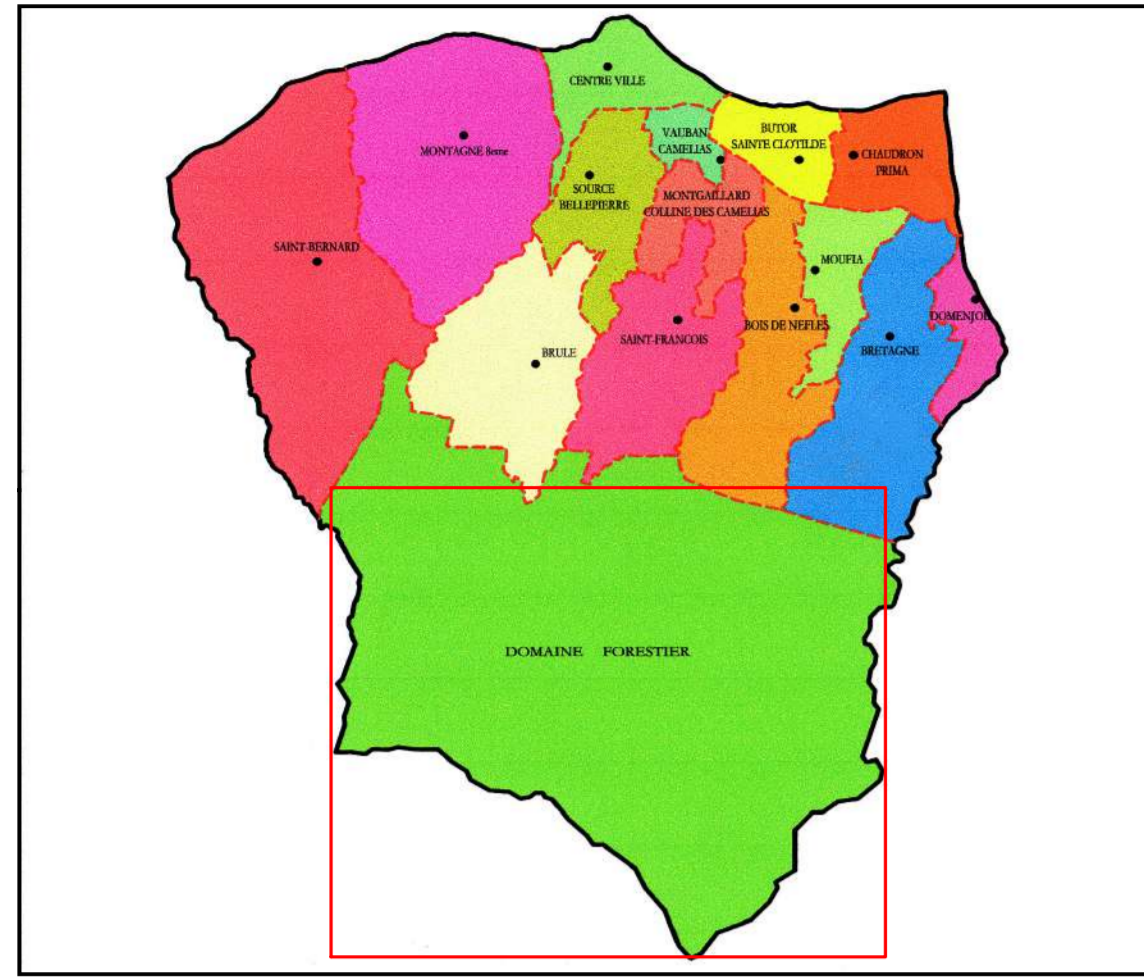 CENTRE VILLE
MONTAGNE 8eme
VAUBAN
CAMELIAS
BUTOR
SAINTE CLOTILDE
CHAUDRON
PRIMA
SOURCE
BELLEPIERRE
MONTGAILLARD
COLLINE DES CAMELIAS
SAINT-BERNARD
MOUFIA
BOIS DE NEFLES
DOMENJOD
SAINT-FRANCOIS
BRULE
BRETAGNE
DOMAINE FORESTIER